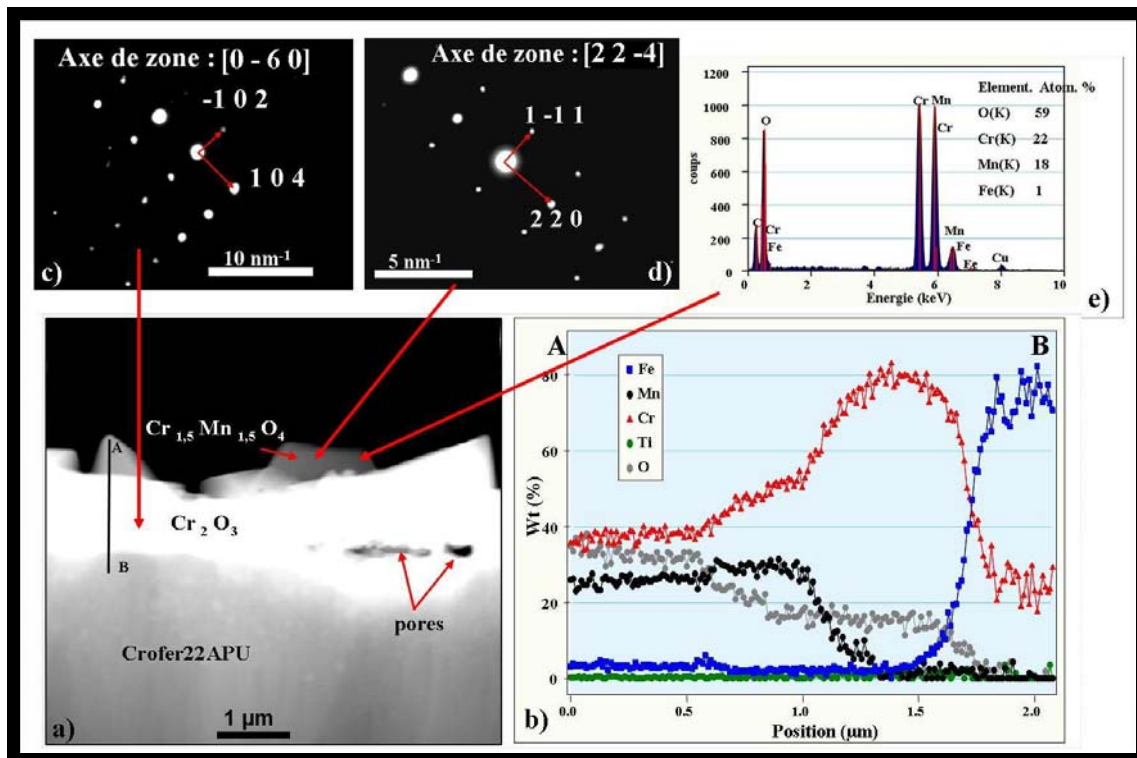 Axe de zone : [0 - 6 0]
-1 0 2
1 0 4
10 nm⁻¹
c)
Axe de zone : [2 2 -4]
1 -1 1
2 2 0
5 nm⁻¹
d)
1200
1000
800
600
400
200
0
coups
C
O
Cr
Fe
Cr
Mn
Cr
Mn
Fe
Fe
Cu
Element. Atom. %
O(K) 59
Cr(K) 22
Mn(K) 18
Fe(K) 1
0 2 4 6 8 10
Energie (keV)
e)
Cr 1,5 Mn 1,5 O4
A
Cr 2 O3
B
pores
Crofer22APU
1 µm
a)
A
B
Fe
Mn
Cr
Ti
O
80
60
40
20
0
Wt (%)
0.0 0.5 1.0 1.5 2.0
Position (µm)
b)